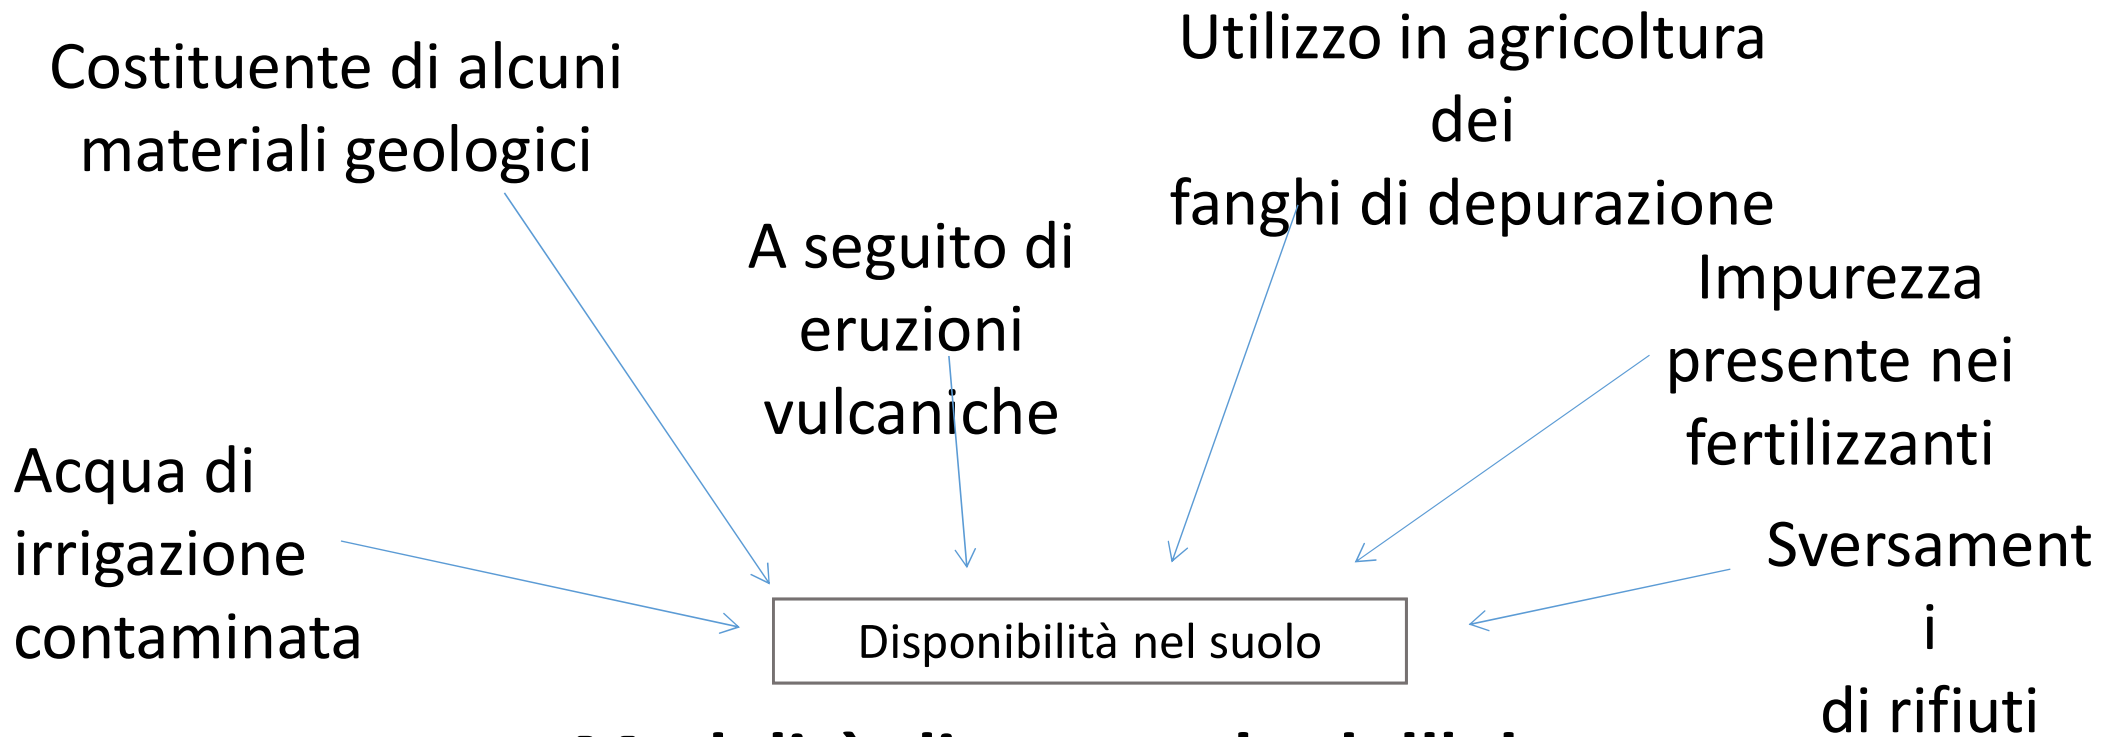 Costituente di alcuni
materiali geologici
Utilizzo in agricoltura
dei
fanghi di depurazione
A seguito di
eruzioni
vulcaniche
Impurezza
presente nei
fertilizzanti
Acqua di
irrigazione
contaminata
Sversament
i
di rifiuti
Disponibilità nel suolo